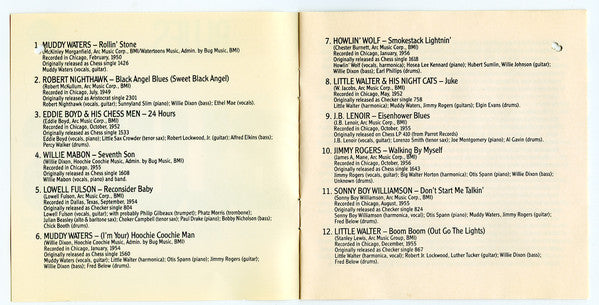 1. MUDDY WATERS – Rollin' Stone
(McKinley Morganfield, Arc Music Corp., BMI/Watertoons Music, Admin. by Bug Music, BMI)
Recorded in Chicago, February, 1950
Originally released as Chess single 1426
Muddy Waters (vocals, guitar).
2. ROBERT NIGHTHAWK – Black Angel Blues (Sweet Black Angel)
(Robert McKullum, Arc Music Corp., BMI)
Recorded in Chicago, July, 1949
Originally released as Aristocrat single 2301
Robert Nighthawk (vocals, guitar); Sunnyland Slim (piano); Willie Dixon (bass); Ethel Mae (vocals).
3. EDDIE BOYD & HIS CHESS MEN – 24 Hours
(Eddie Boyd, Arc Music Corp., BMI)
Recorded in Chicago, October, 1952
Originally released as Chess single 1533
Eddie Boyd (vocals, piano); Little Sax Crowder (tenor sax); Robert Lockwood, Jr. (guitar); Alfred Elkins (bass);
Percy Walker (drums).
4. WILLIE MABON – Seventh Son
(Willie Dixon, Hoochie Coochie Music, Admin. by Bug, BMI)
Recorded in Chicago, 1955
Originally released as Chess single 1608
Willie Mabon (vocals, piano) and band.
5. LOWELL FULSON – Reconsider Baby
(Lowell Fulson, Arc Music Corp., BMI)
Recorded in Dallas, Texas, September, 1954
Originally released as Checker single 804
Lowell Fulson (vocals, guitar); with probably Philip Gilbeaux (trumpet); Phatz Morris (trombone);
Julian Beasley (alto & baritone sax); Choker Campbell (tenor sax); Paul Drake (piano); Bobby Nicholson (bass);
Chick Booth (drums).
6. MUDDY WATERS – (I'm Your) Hoochie Coochie Man
(Willie Dixon, Hoochie Coochie Music, Admin. by Bug, BMI)
Recorded in Chicago, January, 1954
Originally released as Chess single 1560
Muddy Waters (vocals, guitar); Little Walter (harmonica); Otis Spann (piano); Jimmy Rogers (guitar);
Willie Dixon (bass); Fred Below (drums).
7. HOWLIN' WOLF – Smokestack Lightnin'
(Chester Burnett, Arc Music Corp., BMI)
Recorded in Chicago, January, 1956
Originally released as Chess single 1618
Howlin' Wolf (vocals, harmonica); Hosea Lee Kennard (piano); Hubert Sumlin, Willie Johnson (guitar);
Willie Dixon (bass); Earl Phillips (drums).
8. LITTLE WALTER & HIS NIGHT CATS – Juke
(W. Jacobs, Arc Music Corp., BMI)
Recorded in Chicago, May, 1952
Originally released as Checker single 758
Little Walter (harmonica); Muddy Waters, Jimmy Rogers (guitar); Elgin Evans (drums).
9. J.B. LENOIR – Eisenhower Blues
(J.B. Lenoir, Arc Music Corp., BMI)
Recorded in Chicago, October, 1955
Originally released on Chess LP 410 (from Parrot Records)
J.B. Lenoir (vocals, guitar); Lorenzo Smith (tenor sax); Joe Montgomery (piano); Al Gavin (drums).
10. JIMMY ROGERS – Walking By Myself
(James A. Mane, Arc Music Corp., BMI)
Recorded in Chicago, October, 1956
Originally released as Chess single 1643
Jimmy Rogers (vocals, guitar); Big Walter Horton (harmonica); Otis Spann (piano); Willie Dixon (bass);
Unknown (drums).
11. SONNY BOY WILLIAMSON – Don't Start Me Talkin'
(Sonny Boy Williamson, Arc Music Corp., BMI)
Recorded in Chicago, August, 1955
Originally released as Checker single 824
Sonny Boy Williamson (harmonica, vocal); Otis Spann (piano); Muddy Waters, Jimmy Rogers (guitar);
Willie Dixon (bass); Fred Below (drums).
12. LITTLE WALTER – Boom Boom (Out Go The Lights)
(Stanley Lewis, Arc Music Group, BMI)
Recorded in Chicago, December, 1955
Originally released as Checker single 867
Little Walter (harmonica, vocal); Robert Jr. Lockwood, Luther Tucker (guitar); Willie Dixon (bass);
Fred Below (drums).